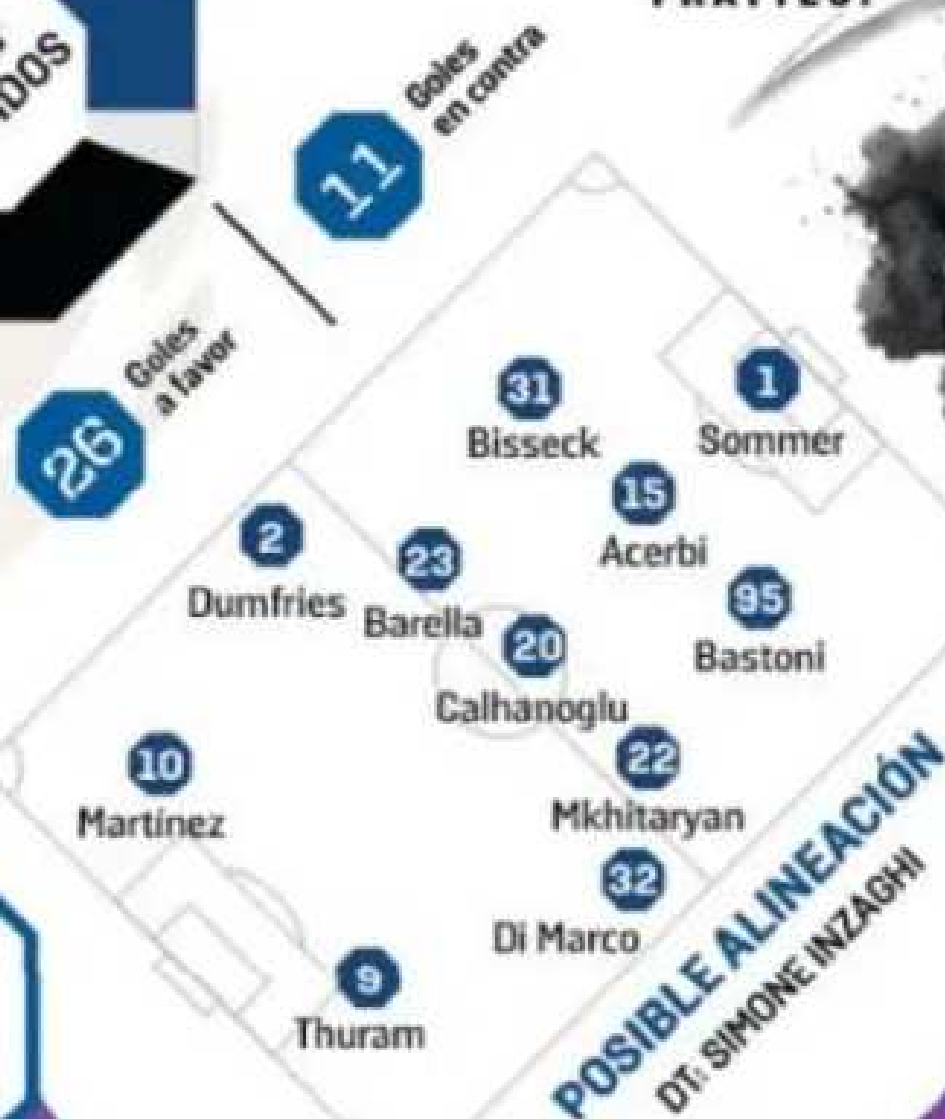 11
Goles
en contra
26
Goles
a favor
31
Bisseck
1
Sommer
15
Acerbi
2
Dumfries
23
Barella
95
Bastoni
20
Calhanoglu
10
Martínez
22
Mkhitaryan
32
Di Marco
9
Thuram
POSIBLE ALINEACIÓN
DT: SIMONE INZAGHI